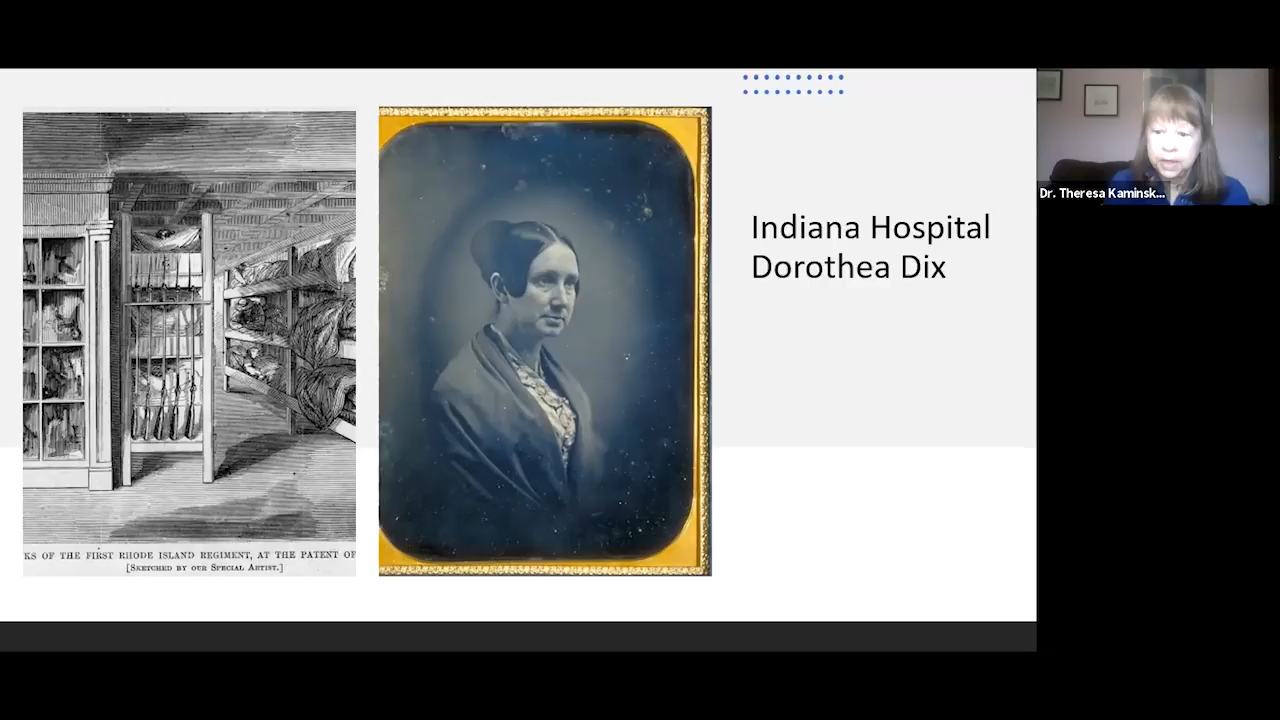 Indiana Hospital
Dorothea Dix
Dr. Theresa Kaminsk...
KS OF THE FIRST RHODE ISLAND REGIMENT, AT THE PATENT OF
[SKETCHED BY OUR SPECIAL ARTIST.]